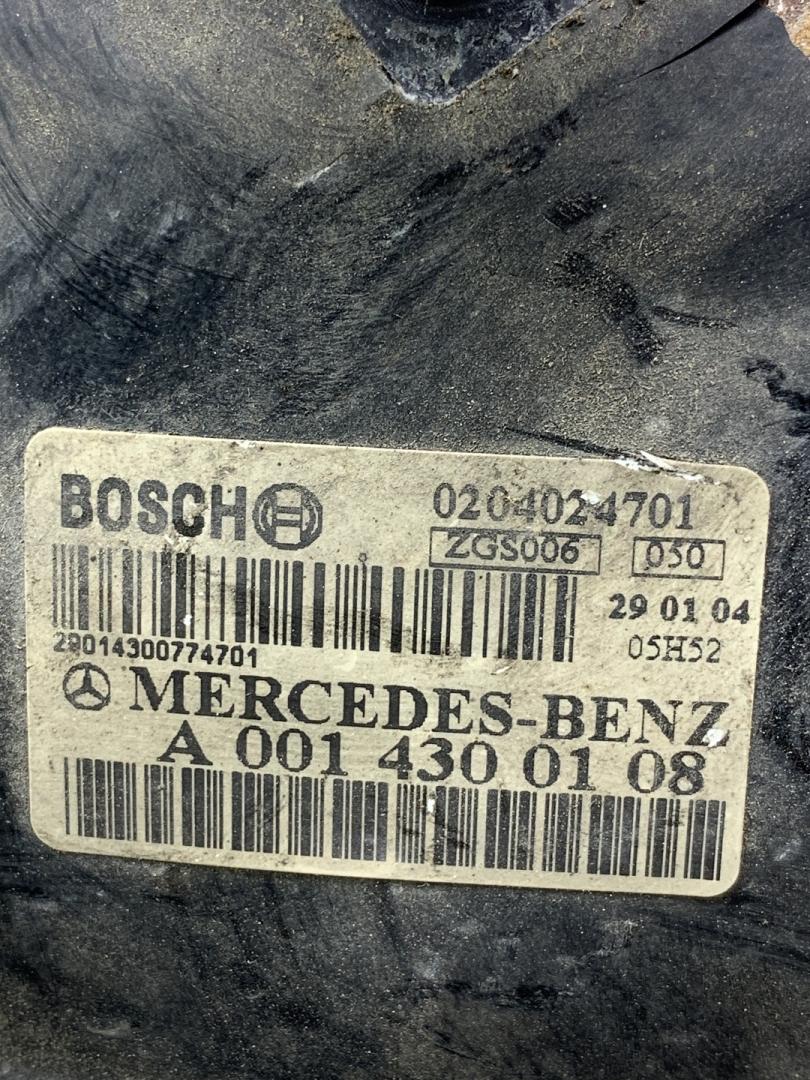 BOSCH 0204024701
ZGS006 050
29 01 04
29014300774701 05H52
MERCEDES-BENZ
A 001 430 01 08